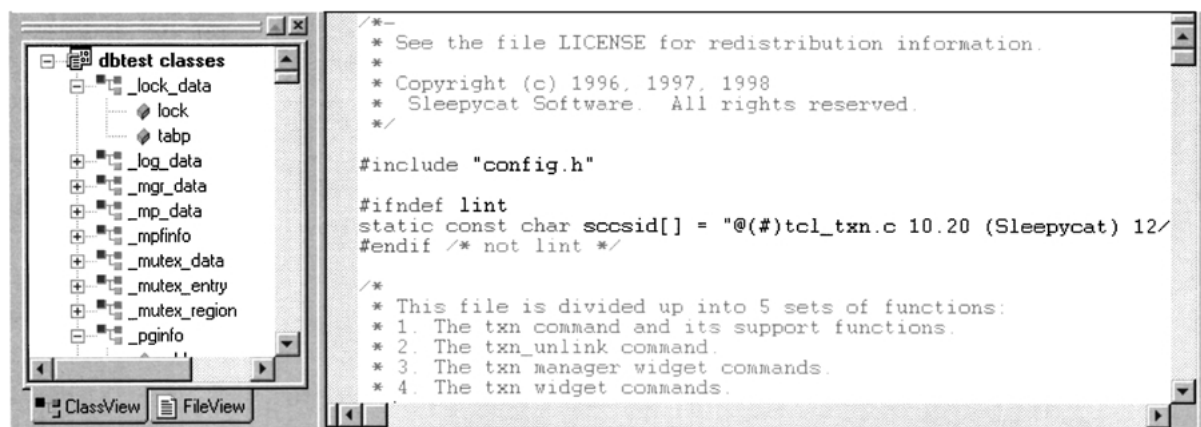 dbtest classes
_lock_data
lock
tabp
_log_data
_mgr_data
_mp_data
_mpfinfo
_mutex_data
_mutex_entry
_mutex_region
_pginfo
ClassView
FileView
/*-
* See the file LICENSE for redistribution information.
*
* Copyright (c) 1996, 1997, 1998
* Sleepycat Software. All rights reserved.
*/
#include "config.h"
#ifndef lint
static const char sccsid[] = "@(#)tcl_txn.c 10.20 (Sleepycat) 12/
#endif /* not lint */
/*
* This file is divided up into 5 sets of functions:
* 1. The txn command and its support functions.
* 2. The txn_unlink command.
* 3. The txn manager widget commands.
* 4. The txn widget commands.